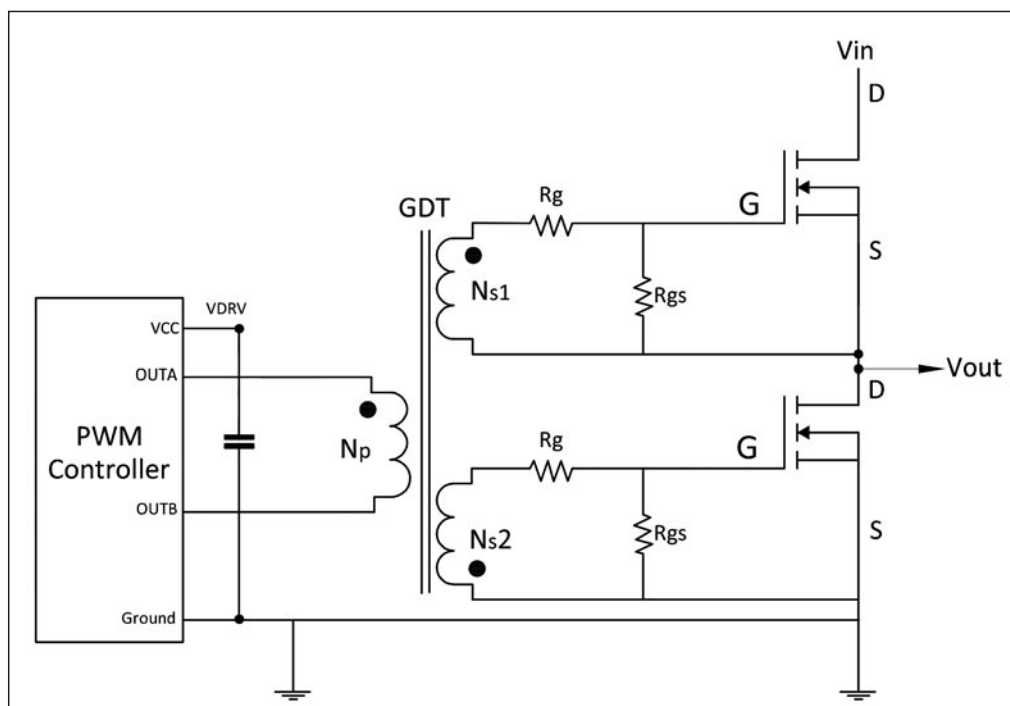 Vin
D
Rg
G
GDT
S
Ns1
Rgs
VDRV
VCC
Vout
OUTA
D
PWM
Controller
Np
Rg
G
OUTB
Ns2
Rgs
S
Ground